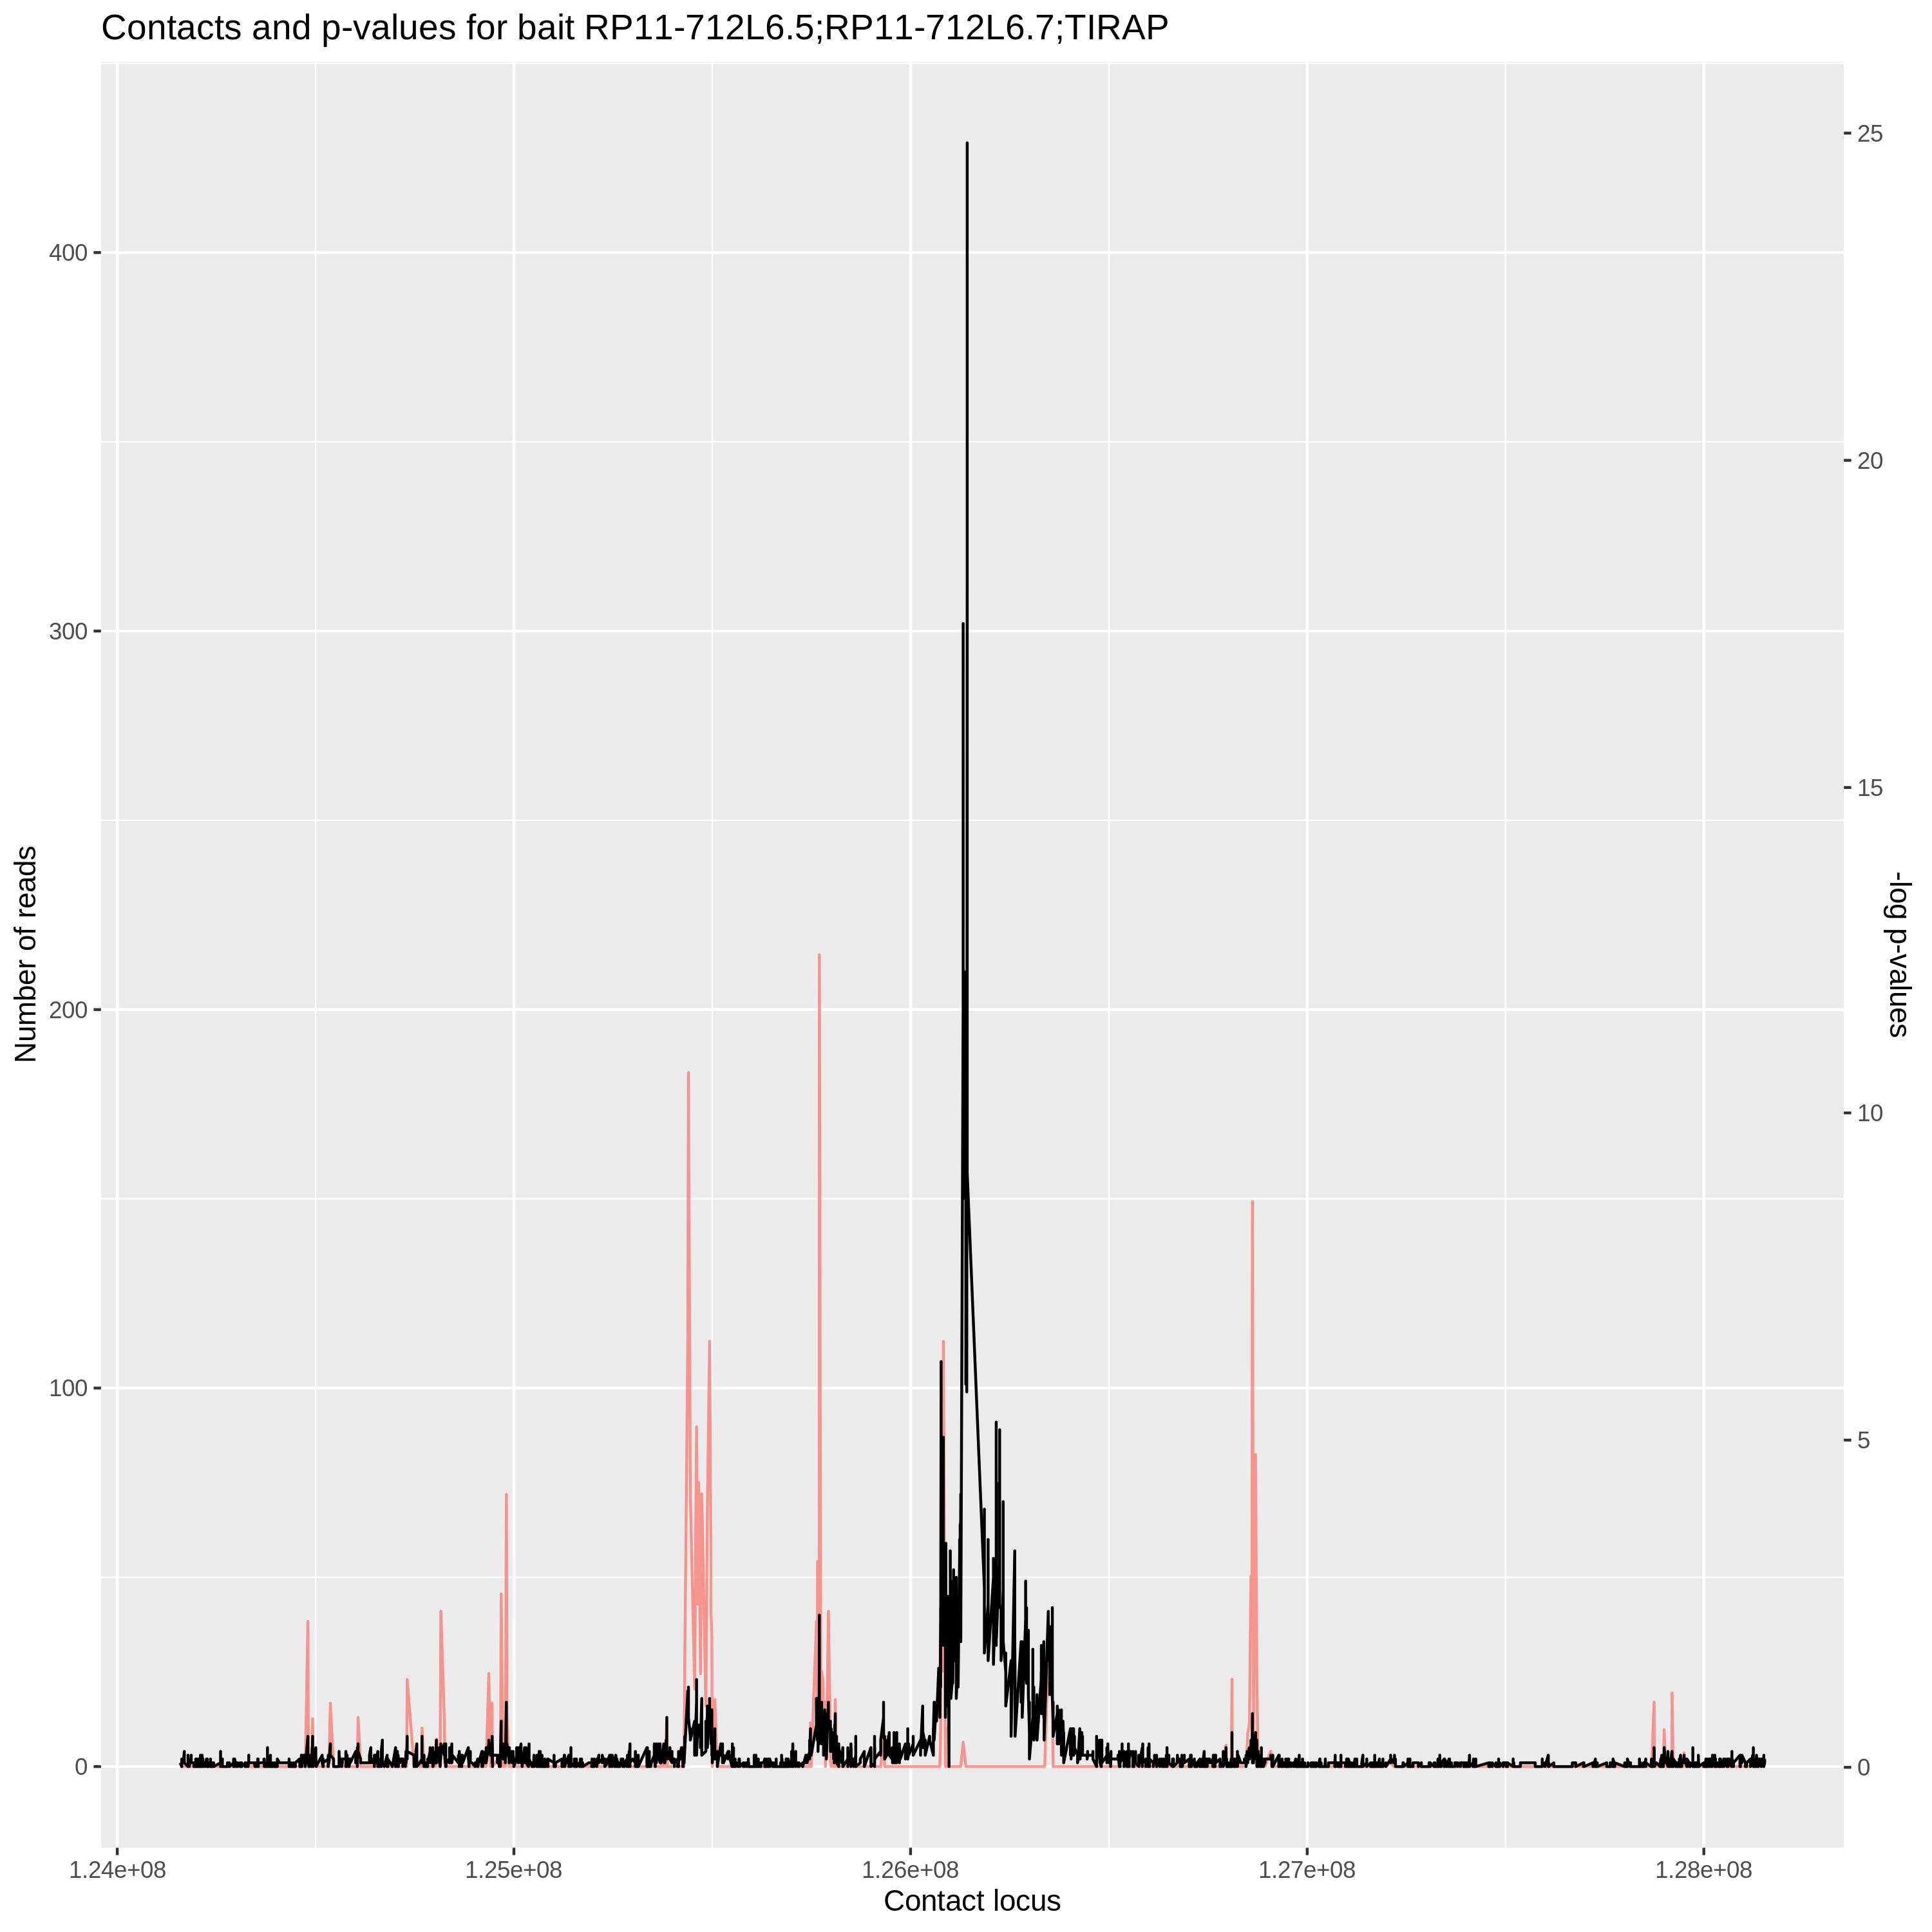 Contacts and p-values for bait RP11-712L6.5;RP11-712L6.7;TIRAP
Number of reads
400
300
200
100
0
25
20
15
10
5
0
-log p-values
1.24e+08
1.25e+08
1.26e+08
1.27e+08
1.28e+08
Contact locus